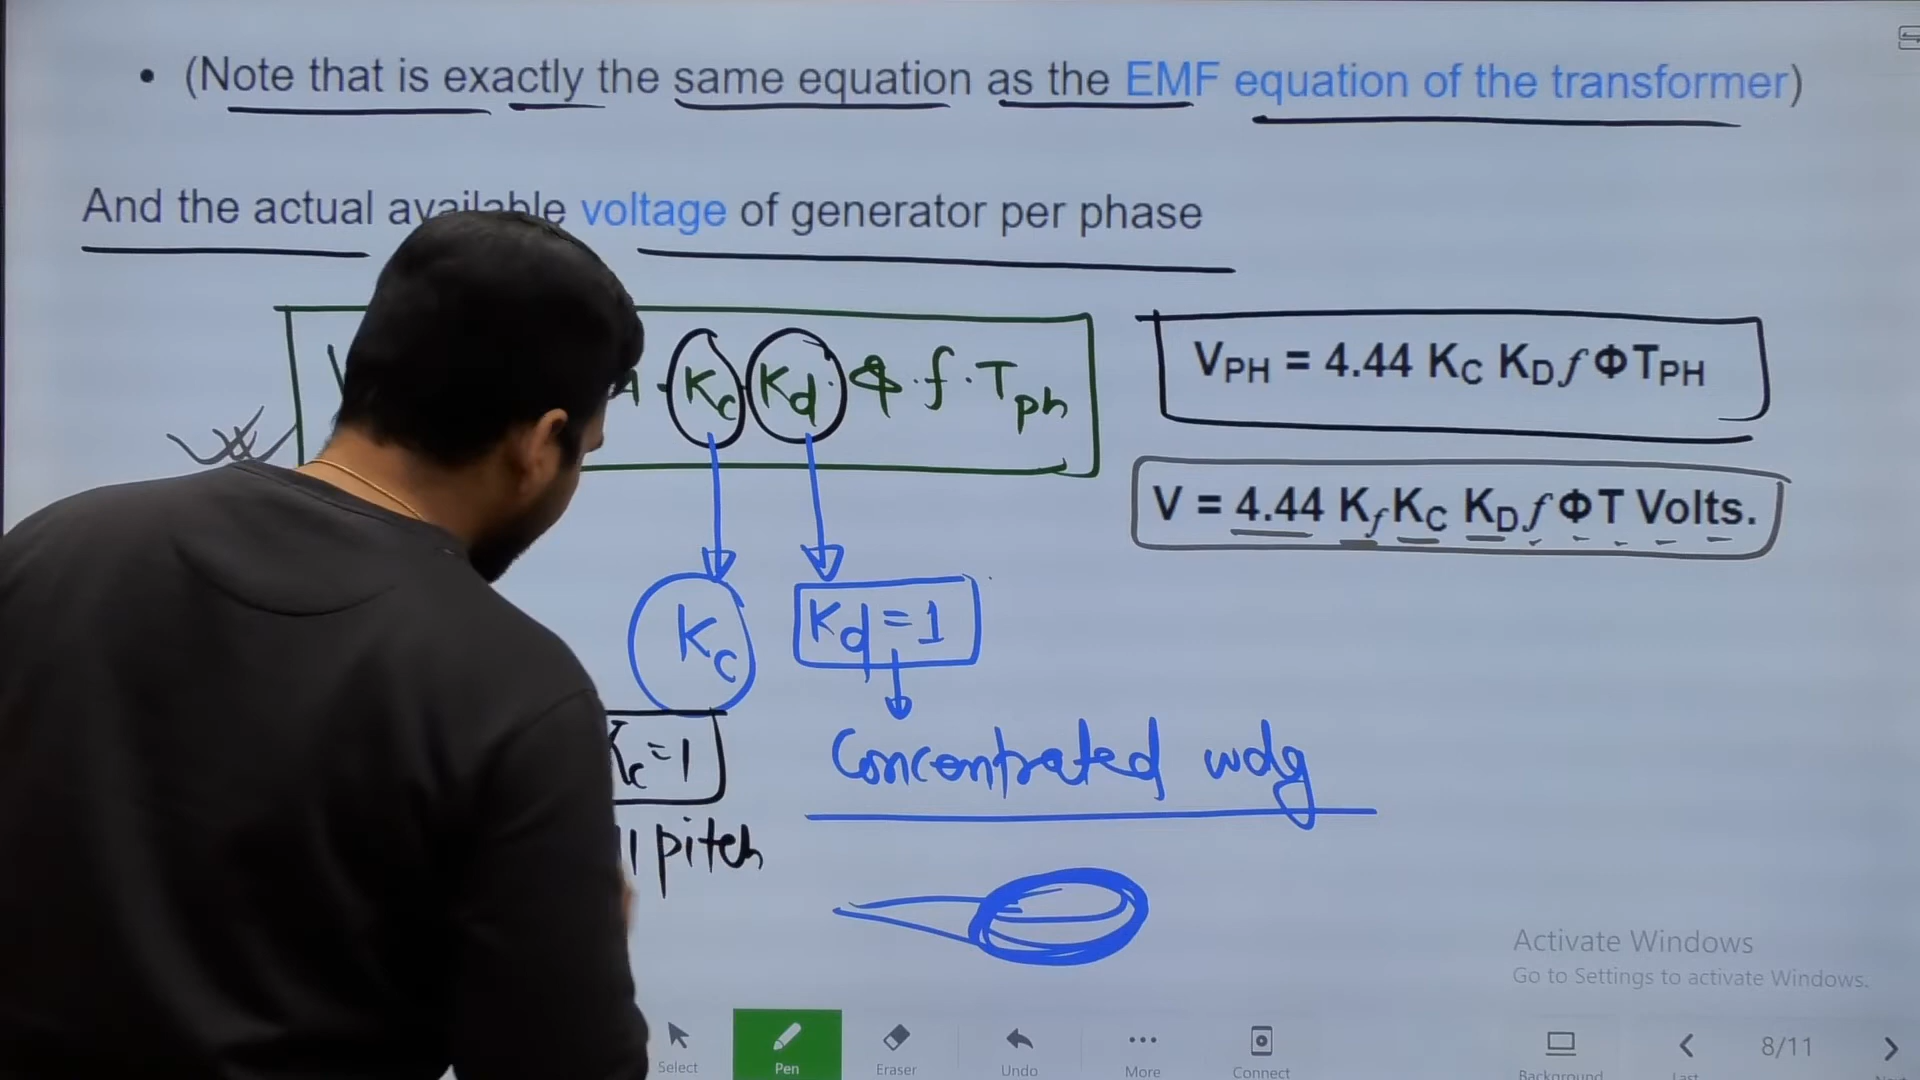 • (Note that is exactly the same equation as the EMF equation of the transformer)
And the actual available voltage of generator per phase
Kc Kd · Φ · f · Tph
VPH = 4.44 KC KD f Φ TPH
V = 4.44 Kf KC KD f Φ T Volts.
Kc
Kd = 1
Kc = 1
pitch
Concentrated wdg
Activate Windows
Go to Settings to activate Windows.
Select
Pen
Eraser
Undo
More
Connect
Background
8/11